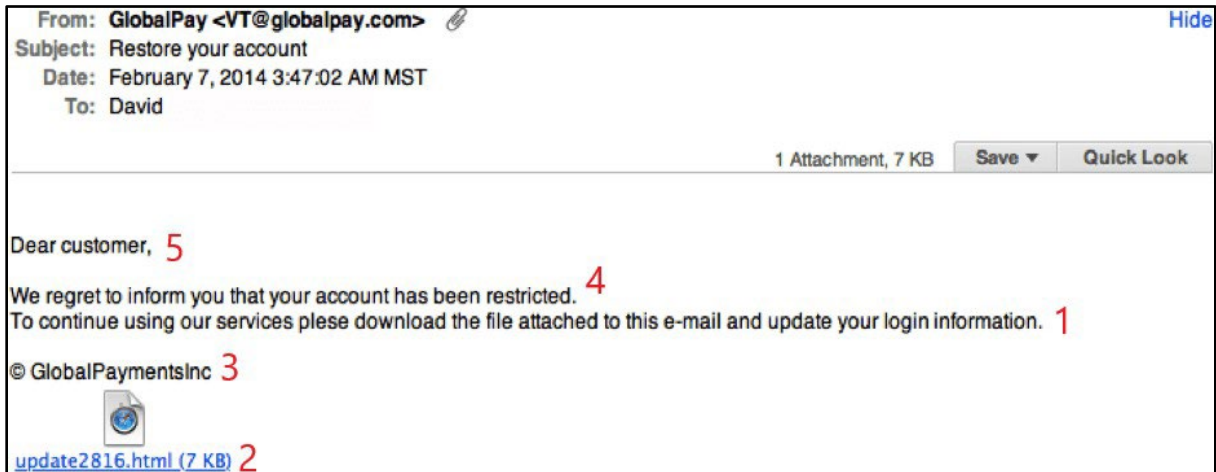 From: GlobalPay <VT@globalpay.com> Hide
Subject: Restore your account
Date: February 7, 2014 3:47:02 AM MST
To: David
1 Attachment, 7 KB Save Quick Look
Dear customer, 5
We regret to inform you that your account has been restricted. 4
To continue using our services plese download the file attached to this e-mail and update your login information. 1
© GlobalPaymentsInc 3
update2816.html (7 KB) 2